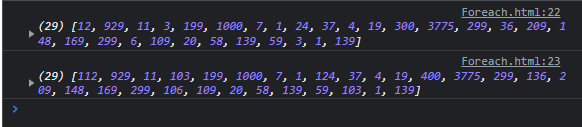 Foreach.html:22
(29) [12, 929, 11, 3, 199, 1000, 7, 1, 24, 37, 4, 19, 300, 3775, 299, 36, 209, 1
48, 169, 299, 6, 109, 20, 58, 139, 59, 3, 1, 139]
Foreach.html:23
(29) [112, 929, 11, 103, 199, 1000, 7, 1, 124, 37, 4, 19, 400, 3775, 299, 136, 2
09, 148, 169, 299, 106, 109, 20, 58, 139, 59, 103, 1, 139]